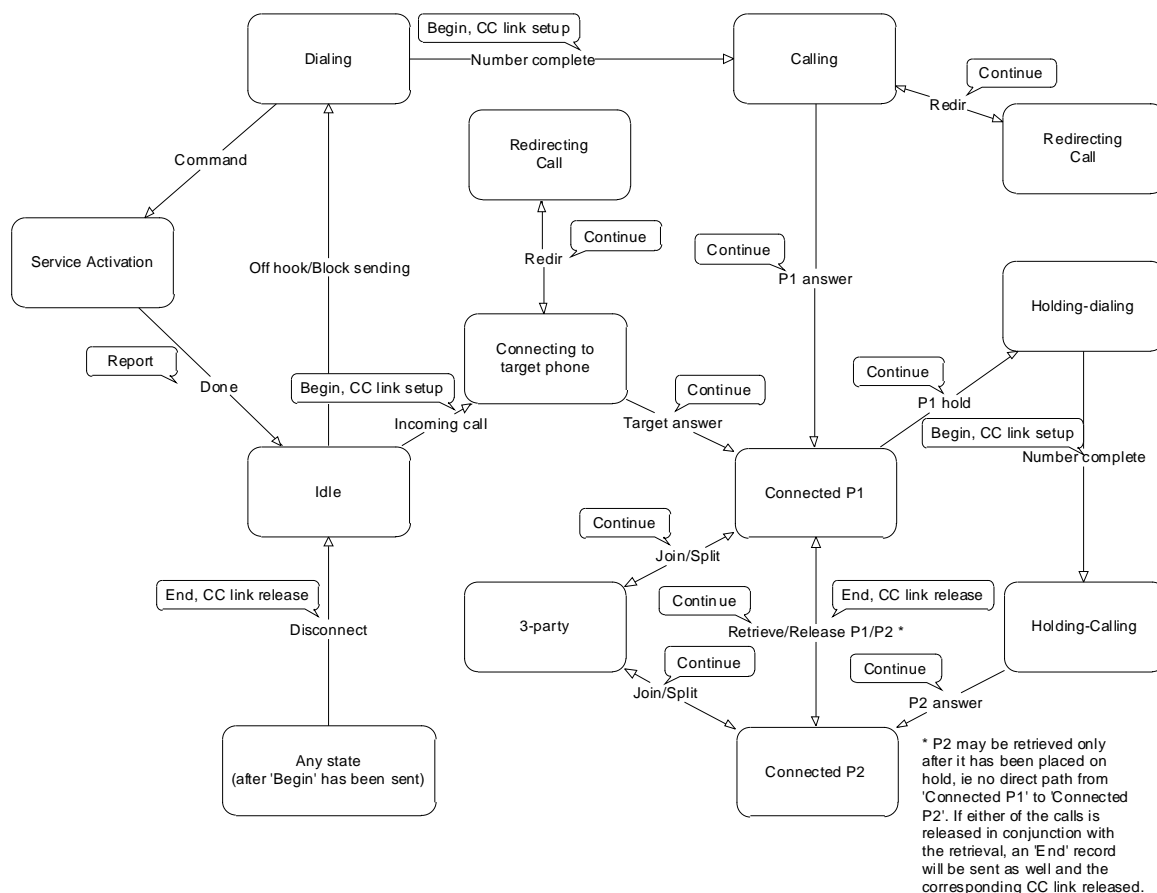 Begin, CC link setup
Dialing
Number complete
Calling
Continue
Redir
Redirecting
Call
Command
Redirecting
Call
Service Activation
Off hook/Block sending
Continue
Redir
Continue
P1 answer
Holding-dialing
Connecting to
target phone
Report
Done
Begin, CC link setup
Incoming call
Continue
Target answer
Continue
P1 hold
Begin, CC link setup
Number complete
Idle
Connected P1
Continue
Join/Split
End, CC link release
Disconnect
3-party
Continue
End, CC link release
Retrieve/Release P1/P2 *
Holding-Calling
Continue
Join/Split
Continue
P2 answer
Any state
(after 'Begin' has been sent)
Connected P2
* P2 may be retrieved only
after it has been placed on
hold, ie no direct path from
'Connected P1' to 'Connected
P2'. If either of the calls is
released in conjunction with
the retrieval, an 'End' record
will be sent as well and the
corresponding CC link released.